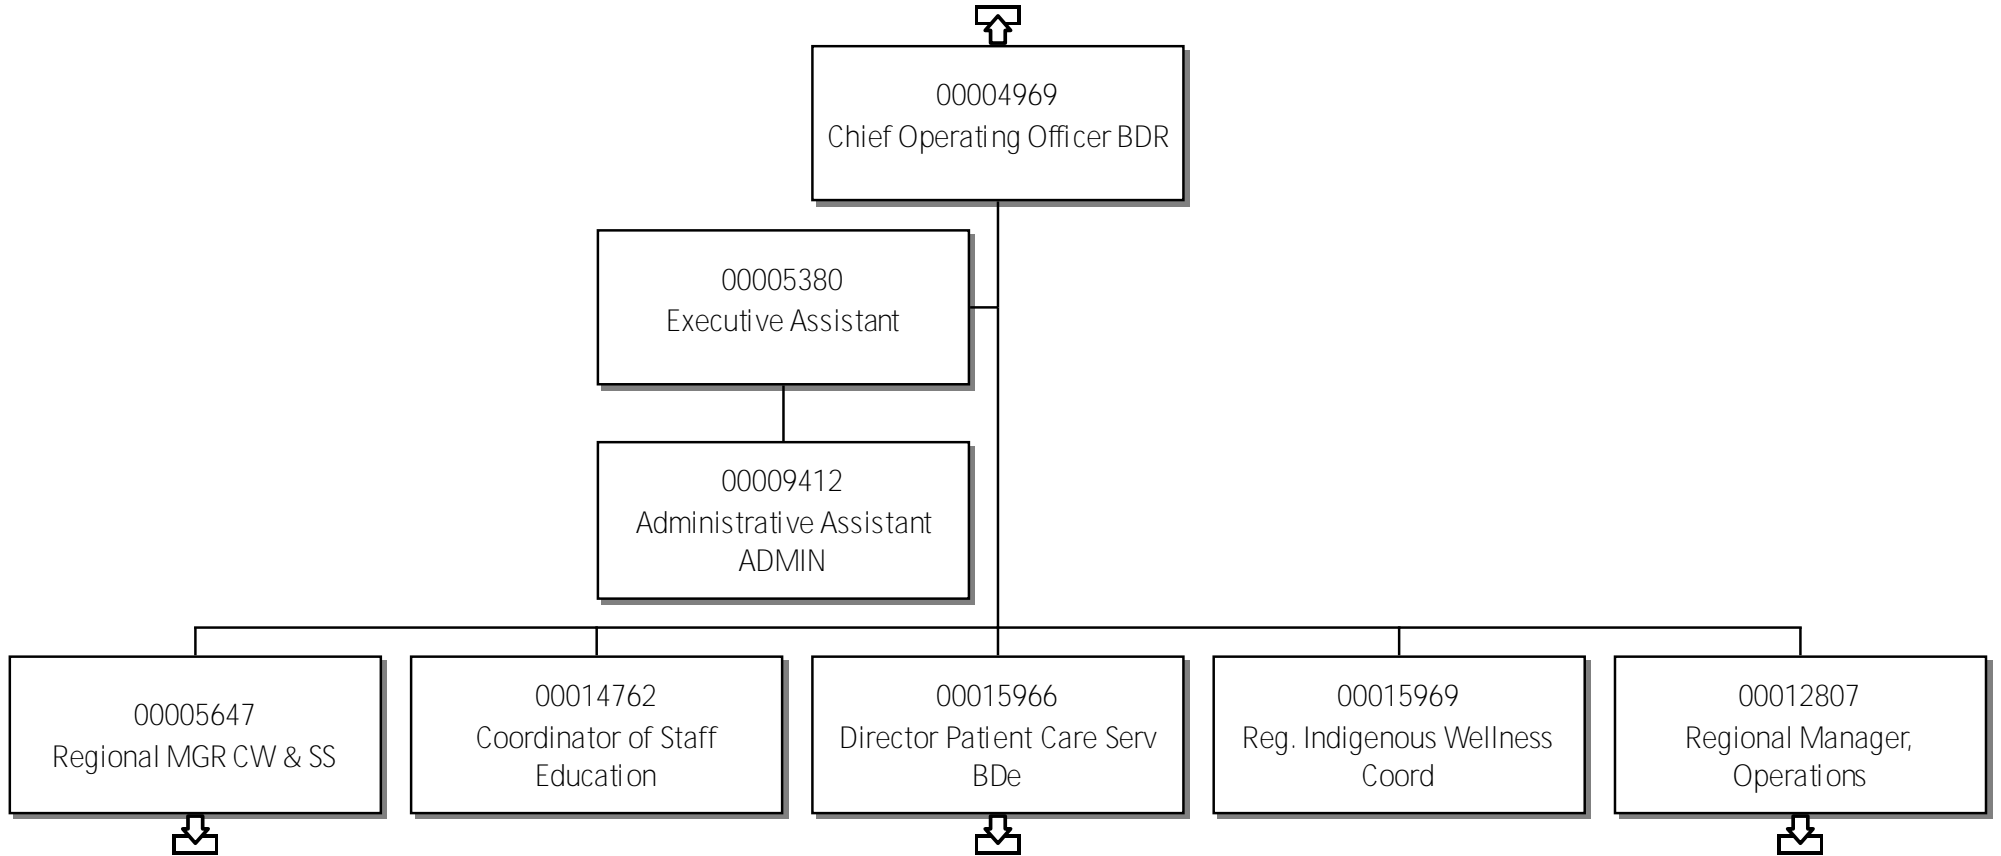 00004969
Chief Operating Officer BDR
00005380
Executive Assistant
00009412
Administrative Assistant
ADMIN
00005647
Regional MGR CW & SS
00014762
Coordinator of Staff
Education
00015966
Director Patient Care Serv
BDe
00015969
Reg. Indigenous Wellness
Coord
00012807
Regional Manager,
Operations